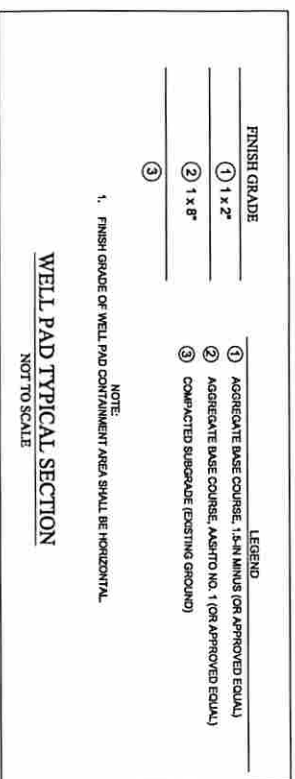 FINISH GRADE
① 1 x 2"
② 1 x 8"
③
LEGEND
① AGGREGATE BASE COURSE, 1.5-IN MINUS (OR APPROVED EQUAL)
② AGGREGATE BASE COURSE, AASHTO NO. 1 (OR APPROVED EQUAL)
③ COMPACTED SUBGRADE (EXISTING GROUND)
NOTE:
1. FINISH GRADE OF WELL PAD CONTAINMENT AREA SHALL BE HORIZONTAL.
WELL PAD TYPICAL SECTION
NOT TO SCALE